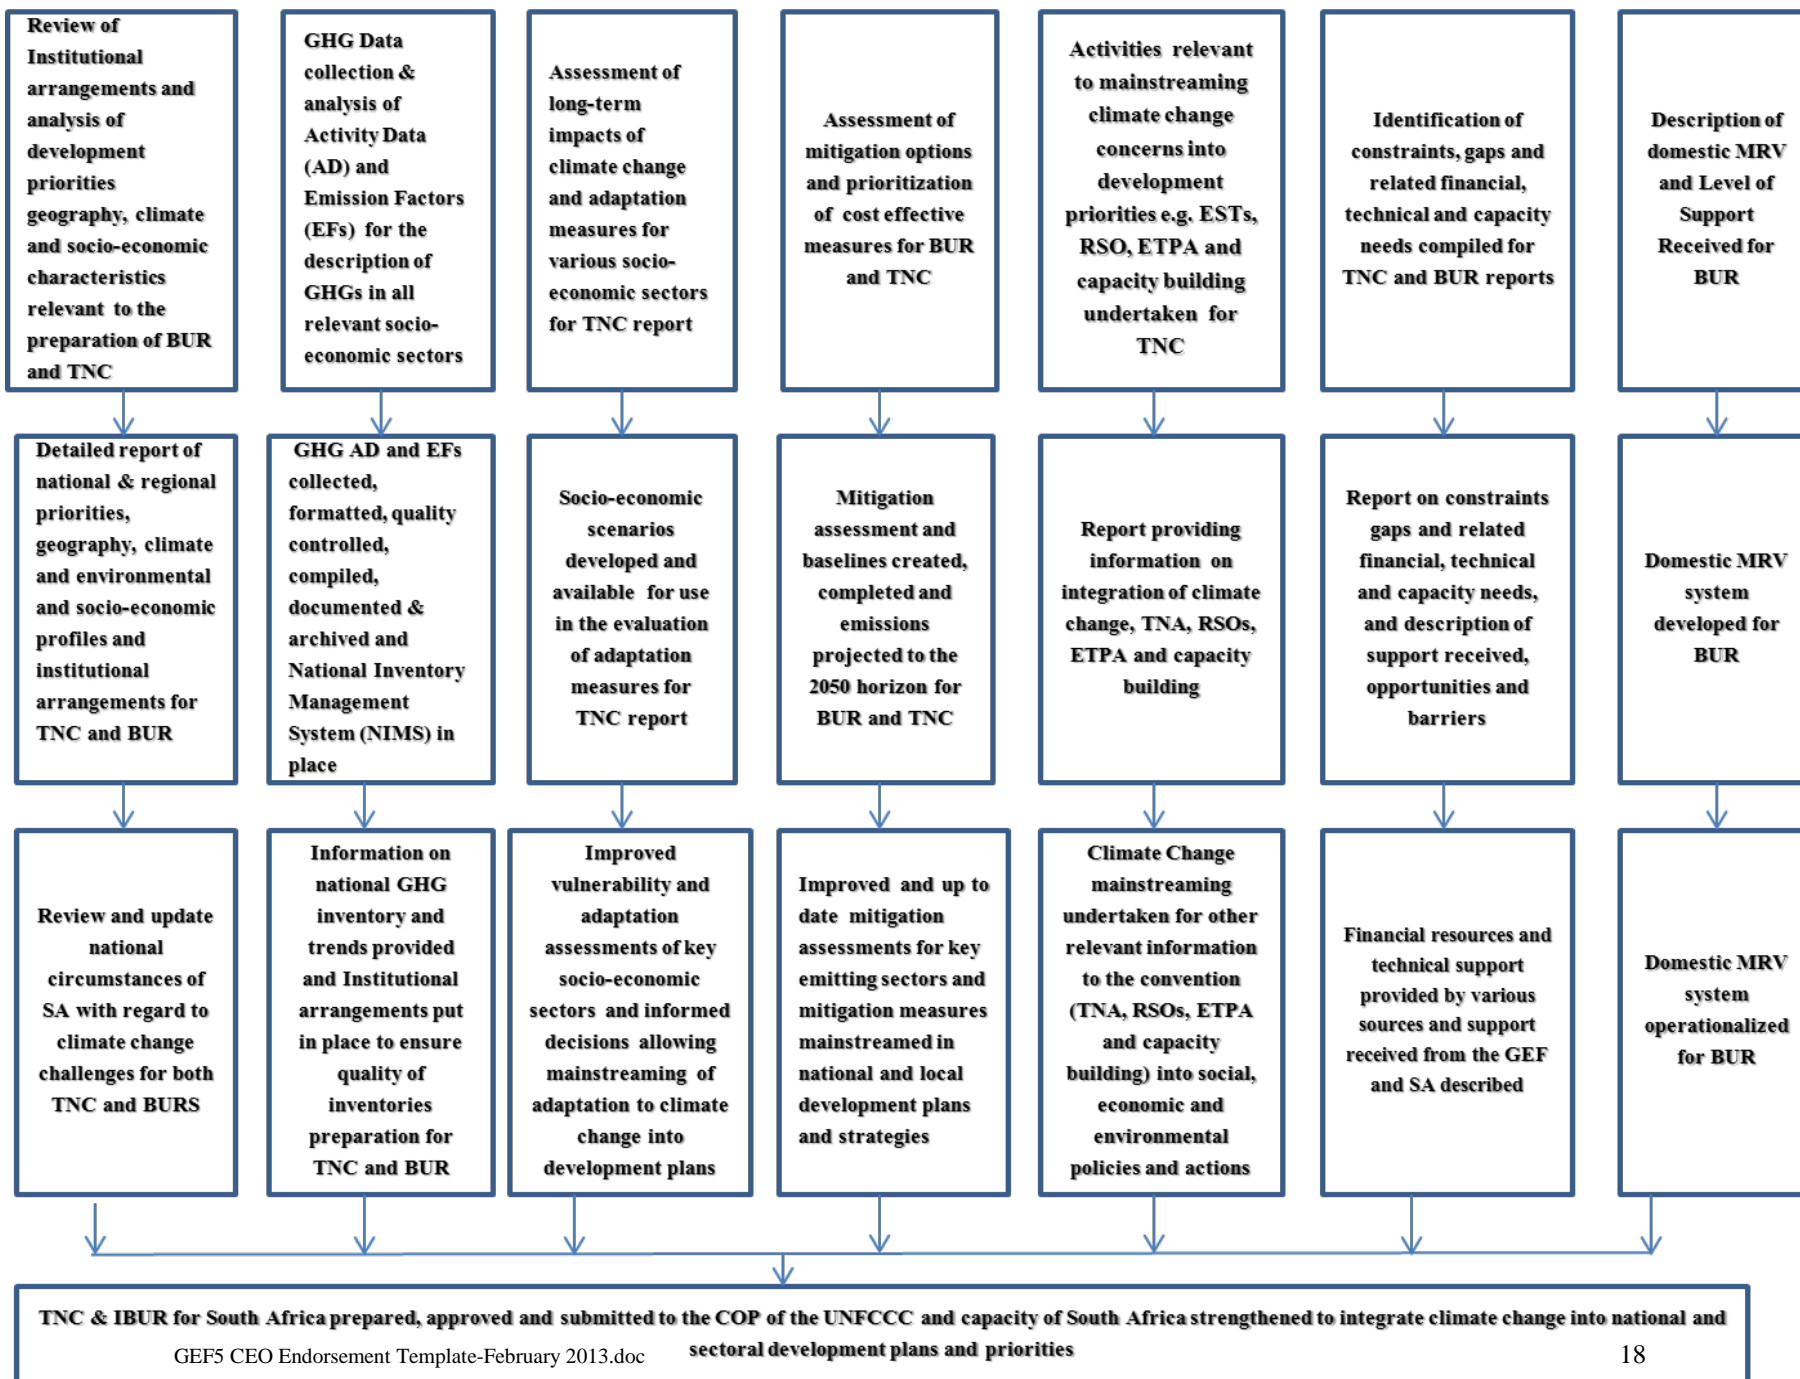 Review of
Institutional
arrangements and
analysis of
development
priorities
geography, climate
and socio-economic
characteristics
relevant to the
preparation of BUR
and TNC
GHG Data
collection &
analysis of
Activity Data
(AD) and
Emission Factors
(EFs) for the
description of
GHGs in all
relevant socio-
economic sectors
Assessment of
long-term
impacts of
climate change
and adaptation
measures for
various socio-
economic sectors
for TNC report
Assessment of
mitigation options
and prioritization
of cost effective
measures for BUR
and TNC
Activities relevant
to mainstreaming
climate change
concerns into
development
priorities e.g. ESTs,
RSO, ETPA and
capacity building
undertaken for
TNC
Identification of
constraints, gaps and
related financial,
technical and capacity
needs compiled for
TNC and BUR reports
Description of
domestic MRV
and Level of
Support
Received for
BUR
Detailed report of
national & regional
priorities,
geography, climate
and environmental
and socio-economic
profiles and
institutional
arrangements for
TNC and BUR
GHG AD and EFs
collected,
formatted, quality
controlled,
compiled,
documented &
archived and
National Inventory
Management
System (NIMS) in
place
Socio-economic
scenarios
developed and
available for use
in the evaluation
of adaptation
measures for
TNC report
Mitigation
assessment and
baselines created,
completed and
emissions
projected to the
2050 horizon for
BUR and TNC
Report providing
information on
integration of climate
change, TNA, RSOs,
ETPA and capacity
building
Report on constraints
gaps and related
financial, technical
and capacity needs,
and description of
support received,
opportunities and
barriers
Domestic MRV
system
developed for
BUR
Review and update
national
circumstances of
SA with regard to
climate change
challenges for both
TNC and BURS
Information on
national GHG
inventory and
trends provided
and Institutional
arrangements put
in place to ensure
quality of
inventories
preparation for
TNC and BUR
Improved
vulnerability and
adaptation
assessments of key
socio-economic
sectors and informed
decisions allowing
mainstreaming of
adaptation to climate
change into
development plans
Improved and up to
date mitigation
assessments for key
emitting sectors and
mitigation measures
mainstreamed in
national and local
development plans
and strategies
Climate Change
mainstreaming
undertaken for other
relevant information
to the convention
(TNA, RSOs, ETPA
and capacity
building) into social,
economic and
environmental
policies and actions
Financial resources and
technical support
provided by various
sources and support
received from the GEF
and SA described
Domestic MRV
system
operationalized
for BUR
TNC & IBUR for South Africa prepared, approved and submitted to the COP of the UNFCCC and capacity of South Africa strengthened to integrate climate change into national and
sectoral development plans and priorities
GEF5 CEO Endorsement Template-February 2013.doc
18